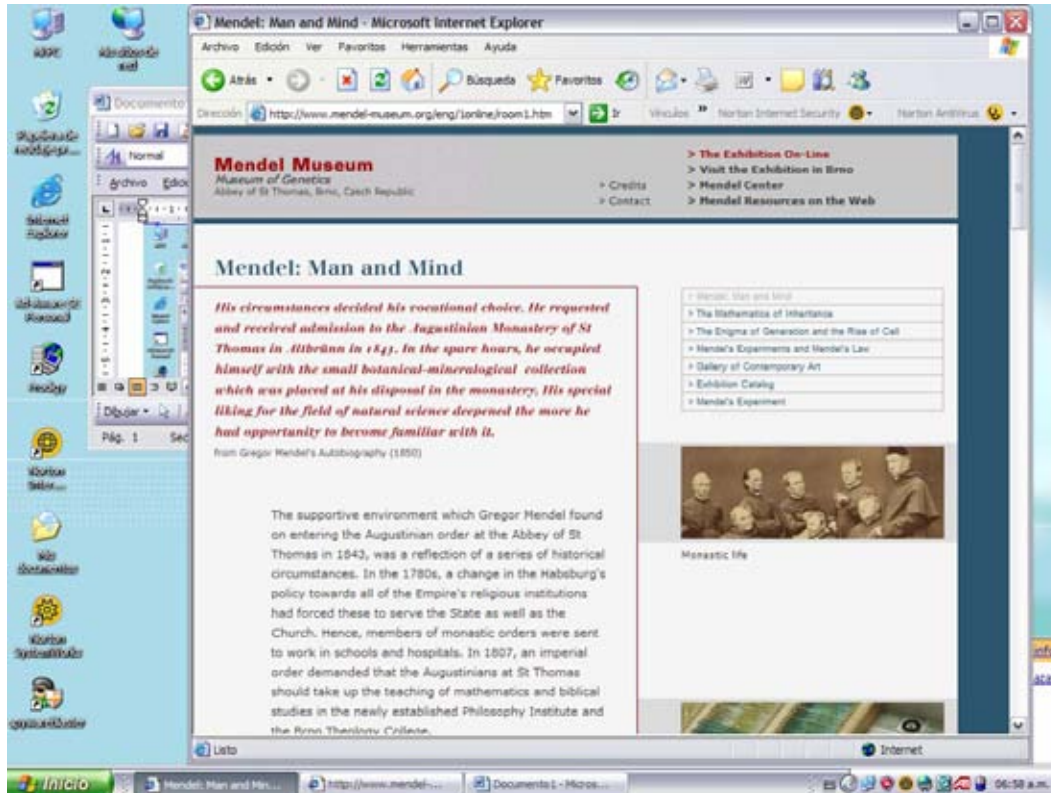 Mendel: Man and Mind - Microsoft Internet Explorer
Archivo Edición Ver Favoritos Herramientas Ayuda
Atrás Búsqueda Favoritos
Dirección http://www.mendel-museum.org/eng/1online/room1.htm Ir Vínculos » Norton Internet Security Norton AntiVirus
Mendel Museum
Museum of Genetics
Abbey of St Thomas, Brno, Czech Republic
> Credits
> Contact
> The Exhibition On-Line
> Visit the Exhibition in Brno
> Mendel Center
> Mendel Resources on the Web
Mendel: Man and Mind
His circumstances decided his vocational choice. He requested
and received admission to the Augustinian Monastery of St
Thomas in Altbrünn in 1843. In the spare hours, he occupied
himself with the small botanical-mineralogical collection
which was placed at his disposal in the monastery. His special
liking for the field of natural science deepened the more he
had opportunity to become familiar with it.
from Gregor Mendel's Autobiography (1850)
The supportive environment which Gregor Mendel found
on entering the Augustinian order at the Abbey of St
Thomas in 1843, was a reflection of a series of historical
circumstances. In the 1780s, a change in the Habsburg's
policy towards all of the Empire's religious institutions
had forced these to serve the State as well as the
Church. Hence, members of monastic orders were sent
to work in schools and hospitals. In 1807, an imperial
order demanded that the Augustinians at St Thomas
should take up the teaching of mathematics and biblical
studies in the newly established Philosophy Institute and
the Brno Theology College.
> Mendel: Man and Mind
> The Mathematics of Inheritance
> The Enigma of Generation and the Rise of Cell
> Mendel's Experiments and Mendel's Law
> Gallery of Contemporary Art
> Exhibition Catalog
> Mendel's Experiment
Monastic life
Listo
Internet
Documento
Normal
Archivo Edici
Dibujar
Pág. 1 Sec
Internet
Explorer
Prodigy
Norton
Mis
documentos
Norton
SystemWorks
Inicio
Mendel: Man and Min...
http://www.mendel-...
Documento1 - Micros...
ES
06:58 a.m.